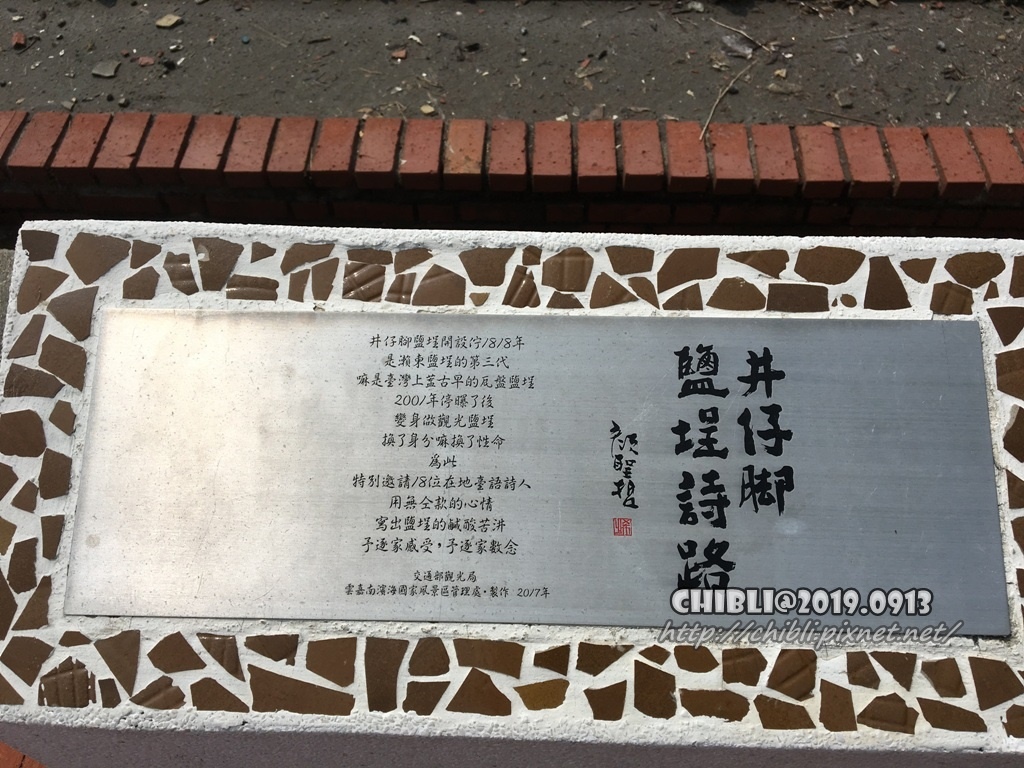 井仔脚
鹽埕詩路
顏聖哲
井仔腳鹽埕開設佇1818年
是瀨東鹽埕的第三代
嘛是臺灣上蓋古早的瓦盤鹽埕
2001年停曝了後
變身做觀光鹽埕
換了身分嘛換了性命
為此
特別邀請18位在地臺語詩人
用無仝款的心情
寫出鹽埕的鹹酸苦汫
予逐家感受，予逐家數念
交通部觀光局
雲嘉南濱海國家風景區管理處·製作 2017年
CHIBLI@2019.0913
http://chibli.pixnet.net/